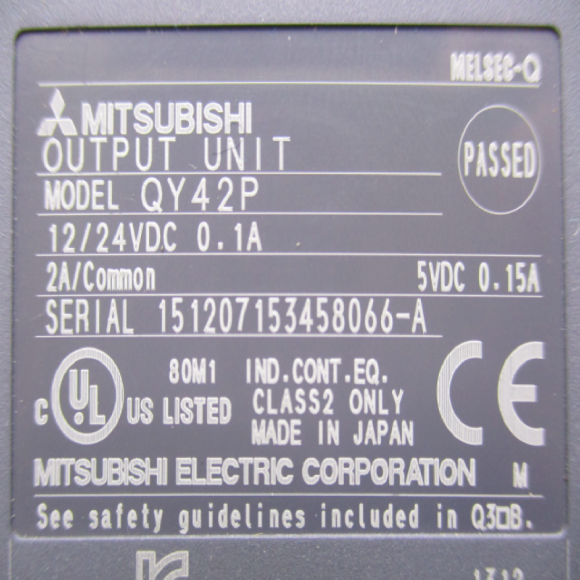 MELSEC-Q
MITSUBISHI
OUTPUT UNIT
PASSED
MODEL QY42P
12/24VDC 0.1A
2A/Common 5VDC 0.15A
SERIAL 151207153458066-A
80M1 IND.CONT.EQ.
C UL US LISTED CLASS2 ONLY
MADE IN JAPAN
CE
MITSUBISHI ELECTRIC CORPORATION M
See safety guidelines included in Q3□B.